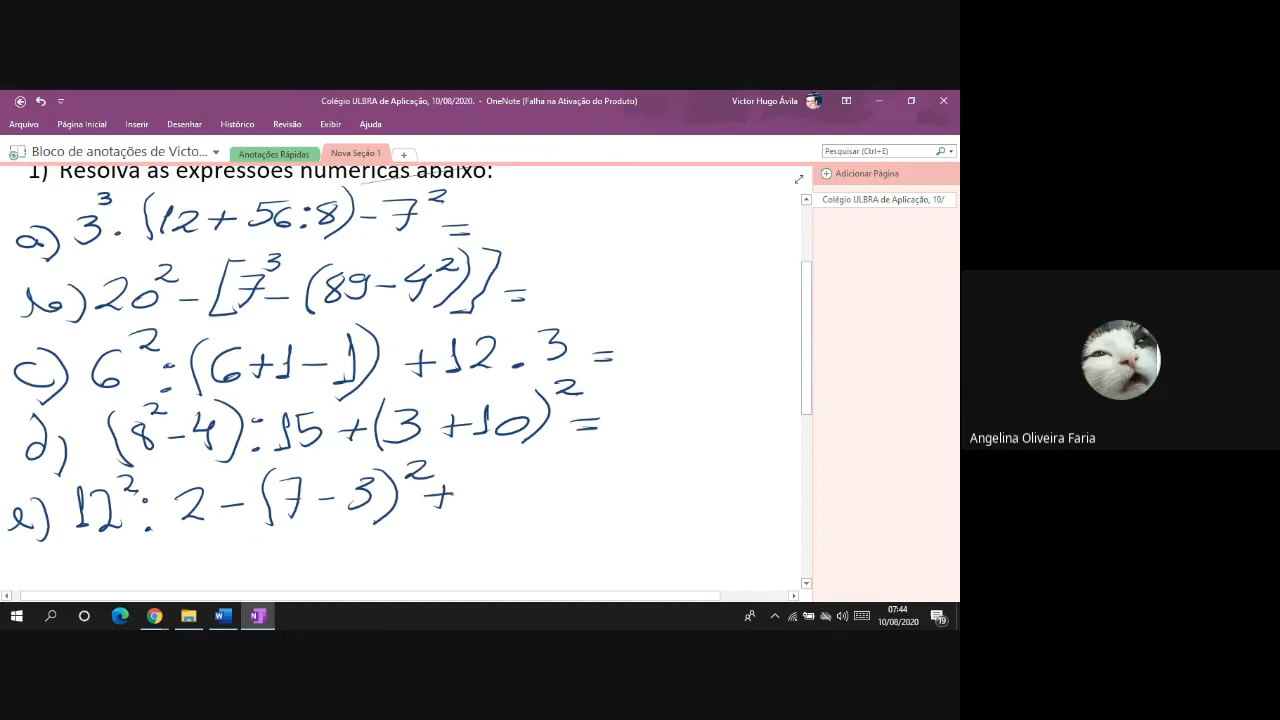 Colégio ULBRA de Aplicação, 10/08/2020. - OneNote (Falha na Ativação do Produto)
Victor Hugo Ávila
Arquivo Página Inicial Inserir Desenhar Histórico Revisão Exibir Ajuda
Bloco de anotações de Victo... Anotações Rápidas Nova Seção 1
Pesquisar (Ctrl+E)
Adicionar Página
Colégio ULBRA de Aplicação, 10/
1) Resolva as expressões numéricas abaixo:
a) 3³ . (12 + 56 : 8) - 7² =
b) 20² - [7³ - (89 - 4²)] =
c) 6² : (6 + 1 - 1) + 12 . 3 =
d) (8² - 4) : 15 + (3 + 10)² =
e) 12² : 2 - (7 - 3)² +
Angelina Oliveira Faria
07:44
10/08/2020
19